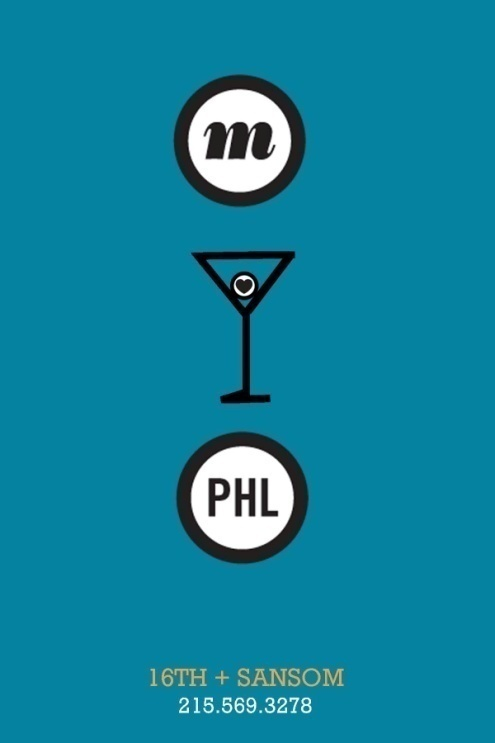 m
PHL
16TH + SANSOM
215.569.3278